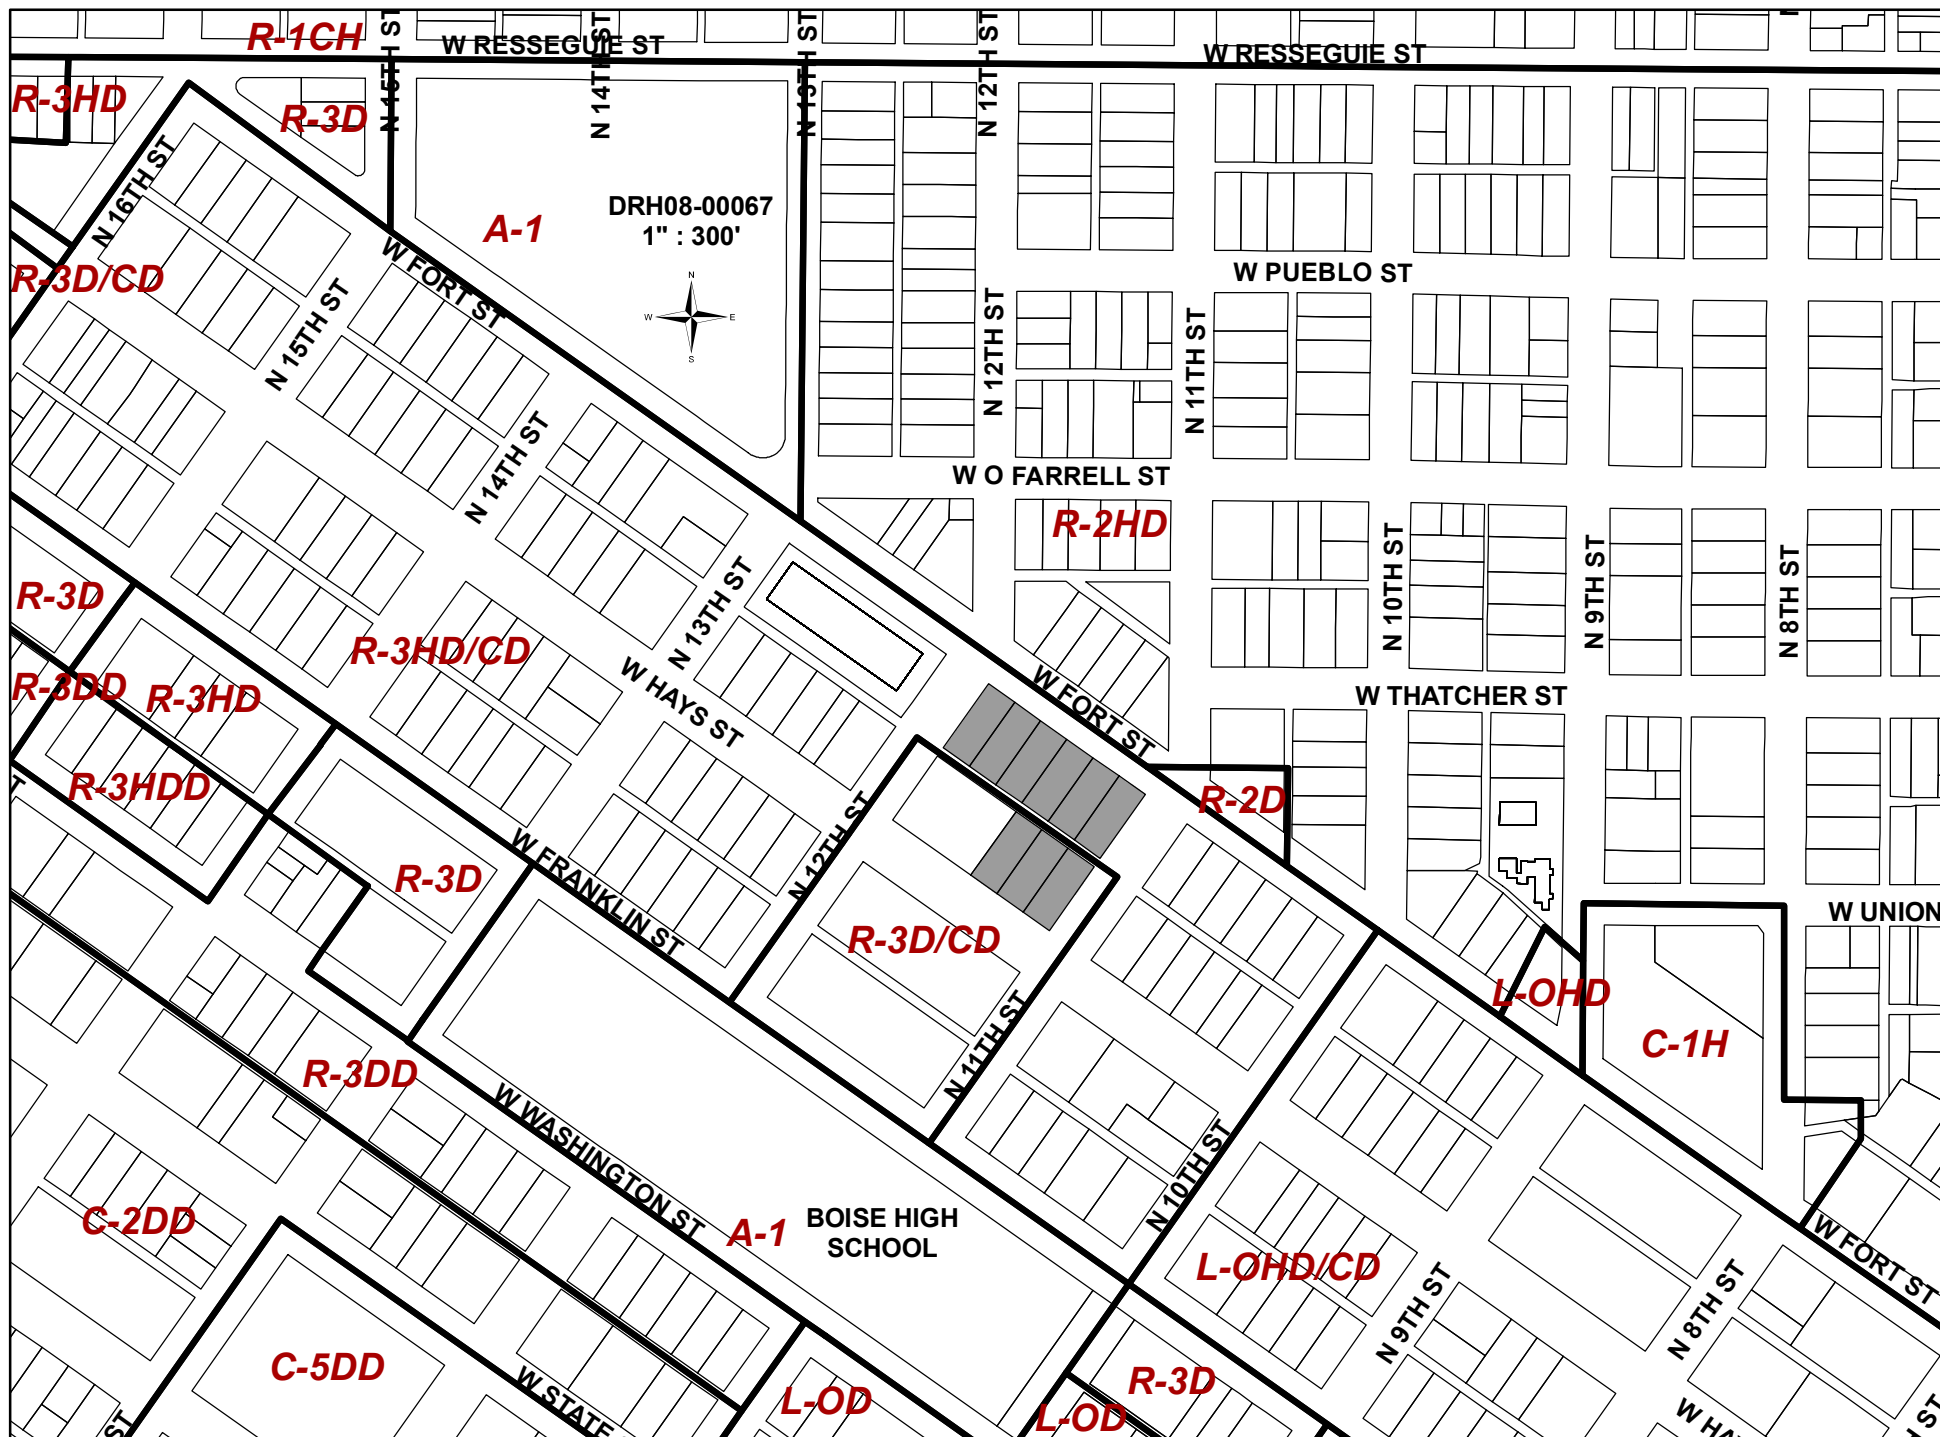 R-1CH
W RESSEGUIE ST
W RESSEGUIE ST
N 15TH ST
N 14TH ST
N 13TH ST
N 12TH ST
R-3HD
R-3D
N 16TH ST
A-1
DRH08-00067
1" : 300'
N
W
E
S
R-3D/CD
W FORT ST
N 15TH ST
W PUEBLO ST
N 12TH ST
N 11TH ST
N 14TH ST
W O FARRELL ST
R-2HD
N 10TH ST
N 9TH ST
N 8TH ST
R-3D
N 13TH ST
R-3HD/CD
W HAYS ST
R-3DD
R-3HD
W FORT ST
W THATCHER ST
R-3HDD
R-2D
N 12TH ST
W FRANKLIN ST
R-3D
R-3D/CD
W UNION
L-OHD
C-1H
N 11TH ST
R-3DD
W WASHINGTON ST
N 10TH ST
C-2DD
A-1
BOISE HIGH
SCHOOL
L-OHD/CD
W FORT ST
N 9TH ST
N 8TH ST
C-5DD
W STATE
L-OD
R-3D
L-OD
W HA
ST
ST